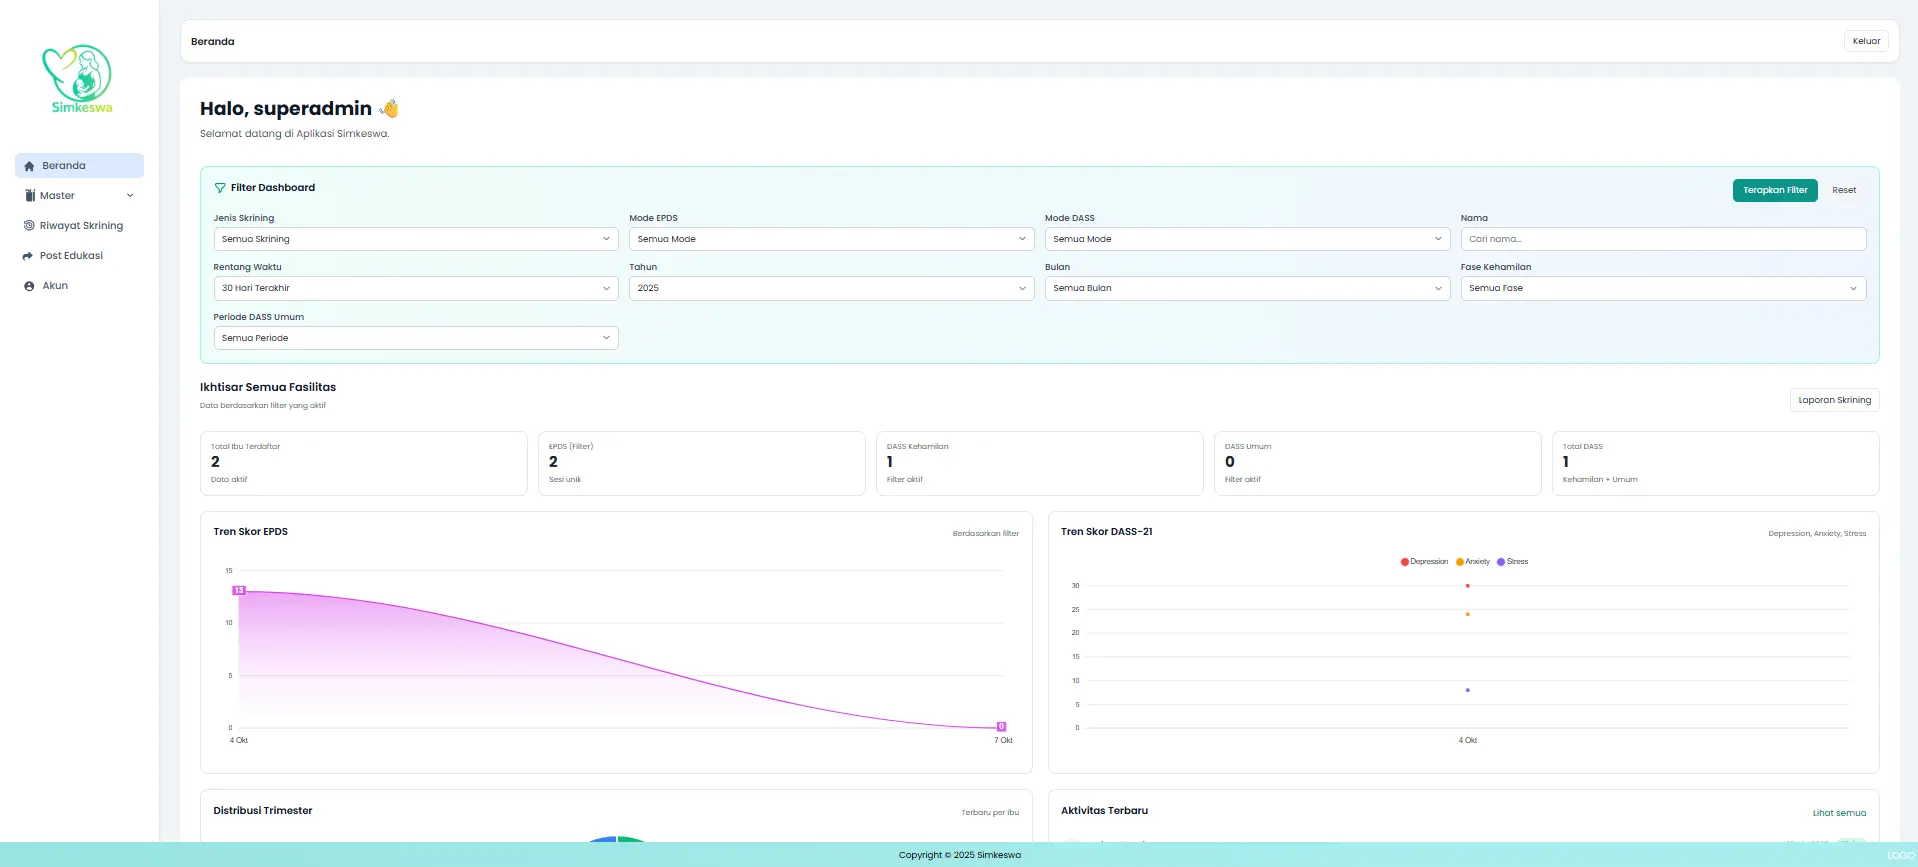 Simkeswa
Beranda
Master
Riwayat Skrining
Post Edukasi
Akun
Beranda
Keluar
Halo, superadmin 👋
Selamat datang di Aplikasi Simkeswa.
Filter Dashboard
Terapkan Filter
Reset
Jenis Skrining
Mode EPDS
Mode DASS
Nama
Semua Skrining
Semua Mode
Semua Mode
Cari nama...
Rentang Waktu
Tahun
Bulan
Fase Kehamilan
30 Hari Terakhir
2025
Semua Bulan
Semua Fase
Periode DASS Umum
Semua Periode
Ikhtisar Semua Fasilitas
Data berdasarkan filter yang aktif
Laporan Skrining
Total Ibu Terdaftar
2
Data aktif
EPDS (Filter)
2
Sesi unik
DASS Kehamilan
1
Filter aktif
DASS Umum
0
Filter aktif
Total DASS
1
Kehamilan + Umum
Tren Skor EPDS
Berdasarkan filter
15
13
10
5
0
0
4 Okt
7 Okt
Tren Skor DASS-21
Depression, Anxiety, Stress
Depression
Anxiety
Stress
30
25
20
15
10
5
0
4 Okt
Distribusi Trimester
Terbaru per ibu
Aktivitas Terbaru
Lihat semua
Copyright © 2025 Simkeswa
LOGO